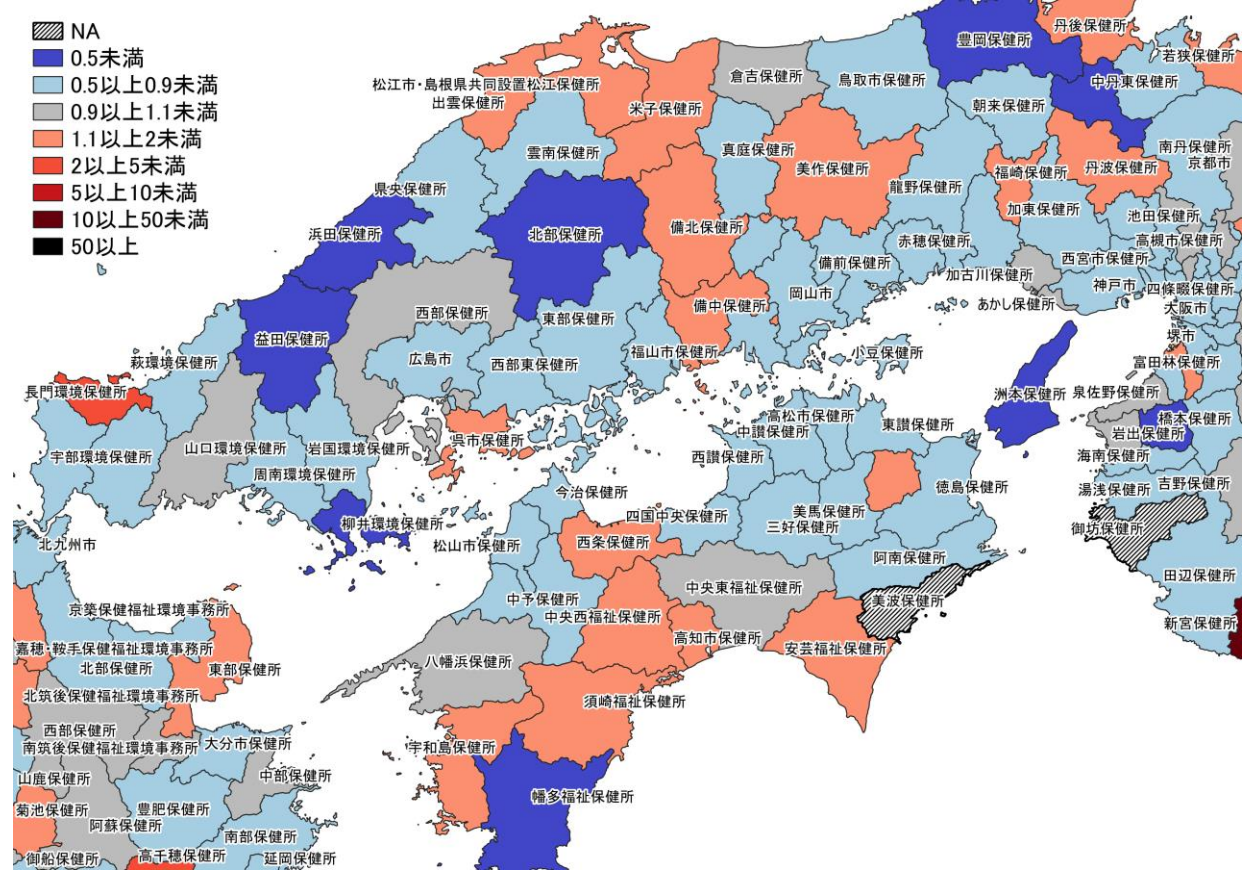 NA
0.5未満
0.5以上0.9未満
0.9以上1.1未満
1.1以上2未満
2以上5未満
5以上10未満
10以上50未満
50以上
丹後保健所
豊岡保健所
若狭保健所
倉吉保健所
鳥取市保健所
中丹東保健所
松江市・島根県共同設置松江保健所
出雲保健所
米子保健所
朝来保健所
雲南保健所
真庭保健所
美作保健所
南丹保健所
京都市
福崎保健所
丹波保健所
県央保健所
龍野保健所
加東保健所
池田保健所
浜田保健所
北部保健所
備北保健所
赤穂保健所
高槻市保健所
西宮市保健所
備前保健所
加古川保健所
神戸市
四條畷保健所
岡山市
あかし保健所
大阪市
西部保健所
東部保健所
備中保健所
堺市
益田保健所
広島市
西部東保健所
福山市保健所
小豆保健所
富田林保健所
萩環境保健所
長門環境保健所
洲本保健所
泉佐野保健所
高松市保健所
橋本保健所
中讃保健所
東讃保健所
岩出保健所
呉市保健所
宇部環境保健所
山口環境保健所
岩国環境保健所
西讃保健所
海南保健所
周南環境保健所
今治保健所
徳島保健所
湯浅保健所
吉野保健所
柳井環境保健所
四国中央保健所
美馬保健所
三好保健所
御坊保健所
北九州市
松山市保健所
西条保健所
阿南保健所
中央東福祉保健所
田辺保健所
京築保健福祉環境事務所
中予保健所
美波保健所
中央西福祉保健所
新宮保健所
嘉穂・鞍手保健福祉環境事務所
高知市保健所
安芸福祉保健所
北部保健所
東部保健所
八幡浜保健所
北筑後保健福祉環境事務所
須崎福祉保健所
西部保健所
南筑後保健福祉環境事務所
大分市保健所
宇和島保健所
山鹿保健所
中部保健所
幡多福祉保健所
菊池保健所
豊肥保健所
阿蘇保健所
南部保健所
御船保健所
高千穂保健所
延岡保健所